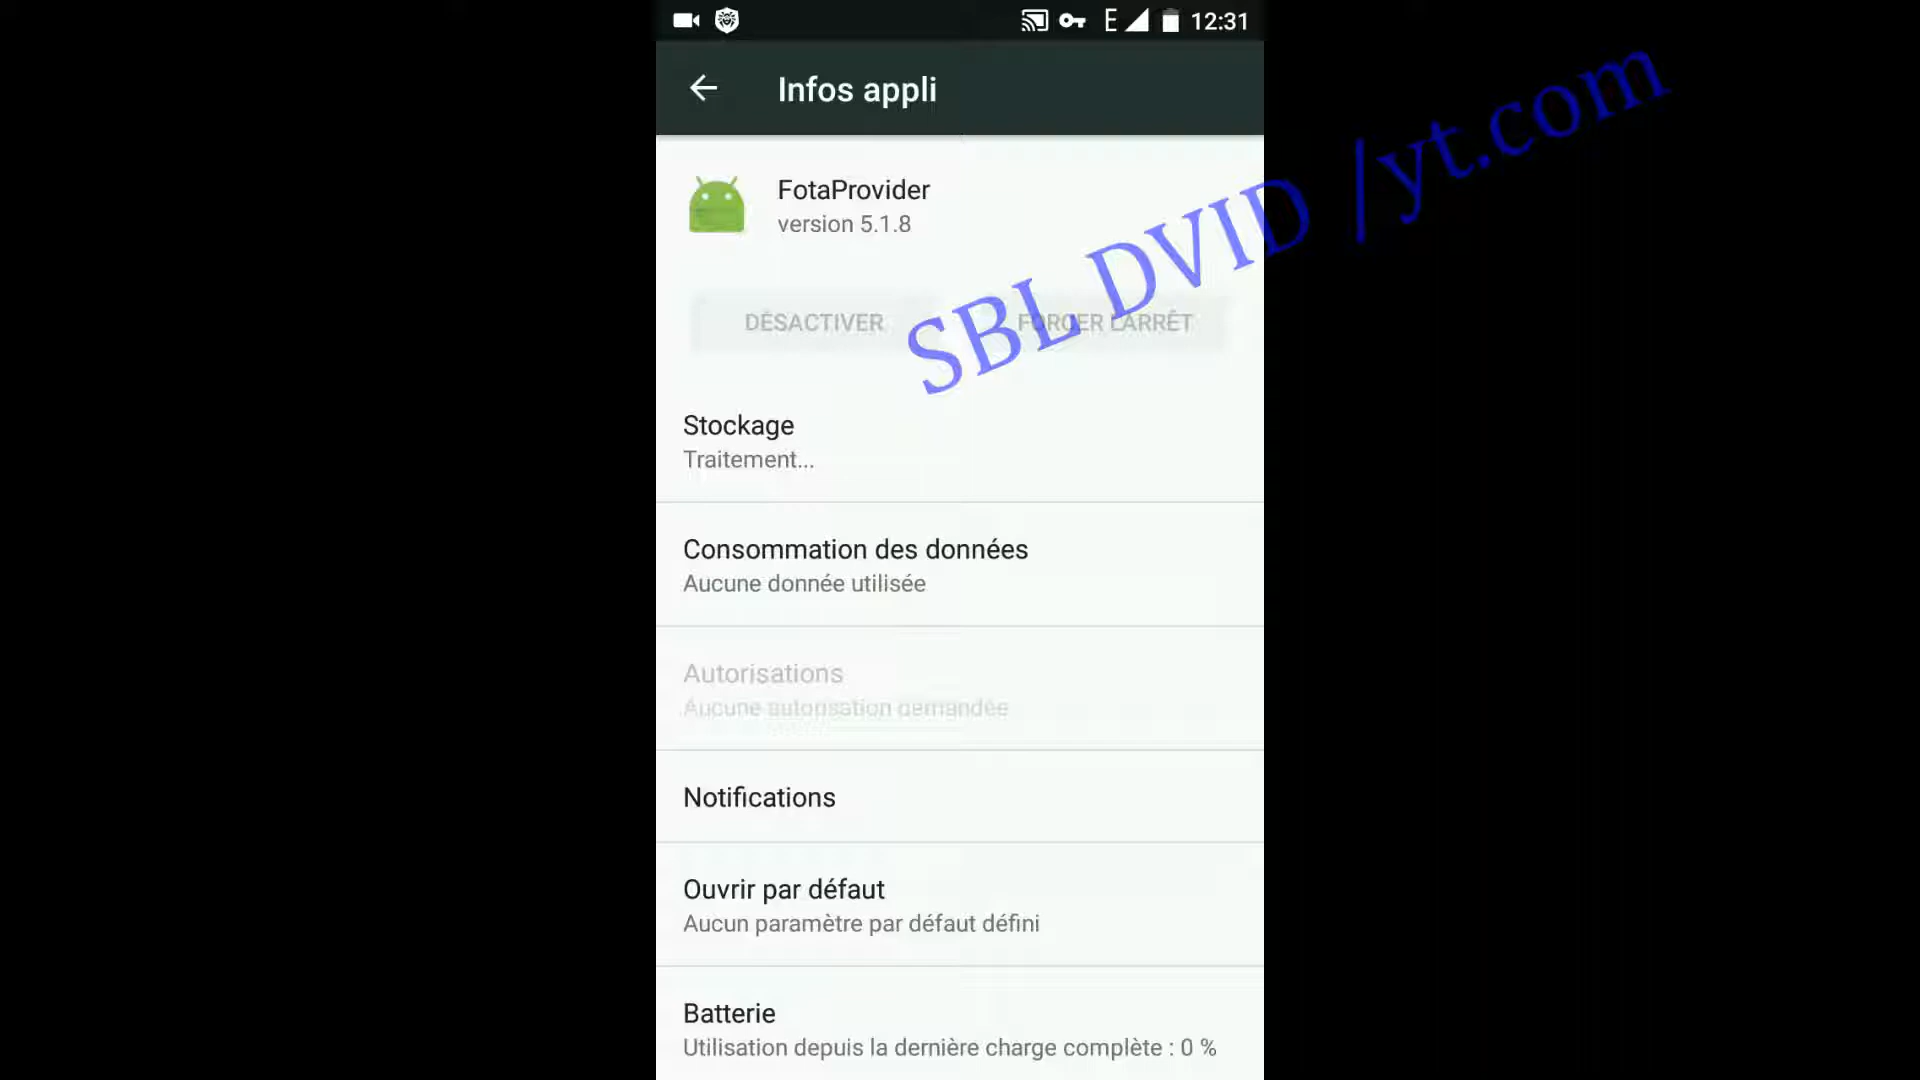 E 12:31
Infos appli
FotaProvider
version 5.1.8
SBL DVID /yt.com
DÉSACTIVER
FORCER L'ARRÊT
Stockage
Traitement...
Consommation des données
Aucune donnée utilisée
Autorisations
Aucune autorisation demandée
Notifications
Ouvrir par défaut
Aucun paramètre par défaut défini
Batterie
Utilisation depuis la dernière charge complète : 0 %